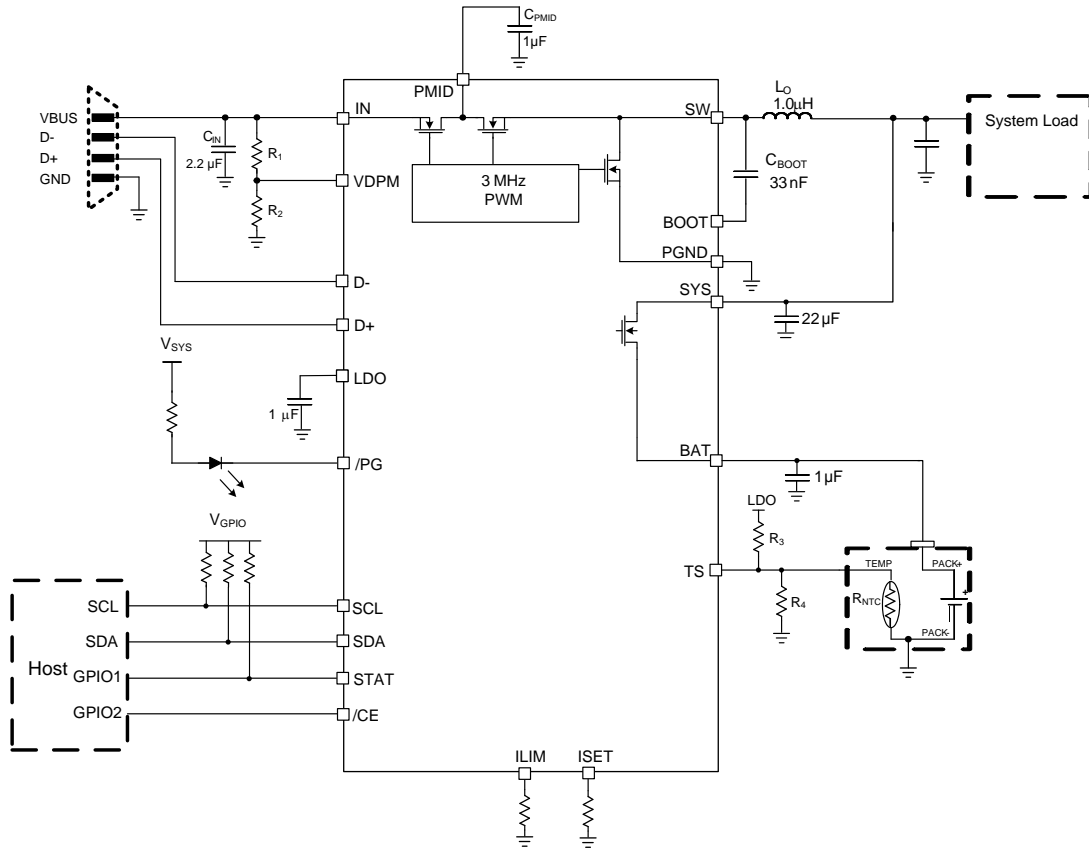 CPMID
1µF
PMID
LO
1.0µH
VBUS
D-
D+
GND
CIN
2.2 µF
R1
R2
IN
VDPM
3 MHz
PWM
SW
CBOOT
33 nF
BOOT
PGND
System Load
D-
D+
SYS
22µF
VSYS
LDO
1 µF
/PG
BAT
1µF
LDO
R3
TS
R4
TEMP
PACK+
RNTC
+
PACK-
VGPIO
Host
SCL
SDA
GPIO1
GPIO2
SCL
SDA
STAT
/CE
ILIM
ISET